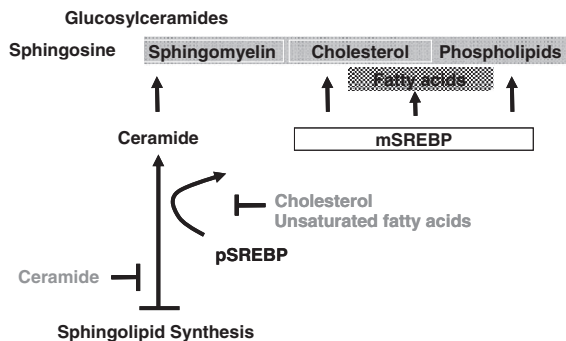 Glucosylceramides
Sphingosine Sphingomyelin Cholesterol Phospholipids
Fatty acids
Ceramide mSREBP
Cholesterol
Unsaturated fatty acids
pSREBP
Ceramide
Sphingolipid Synthesis